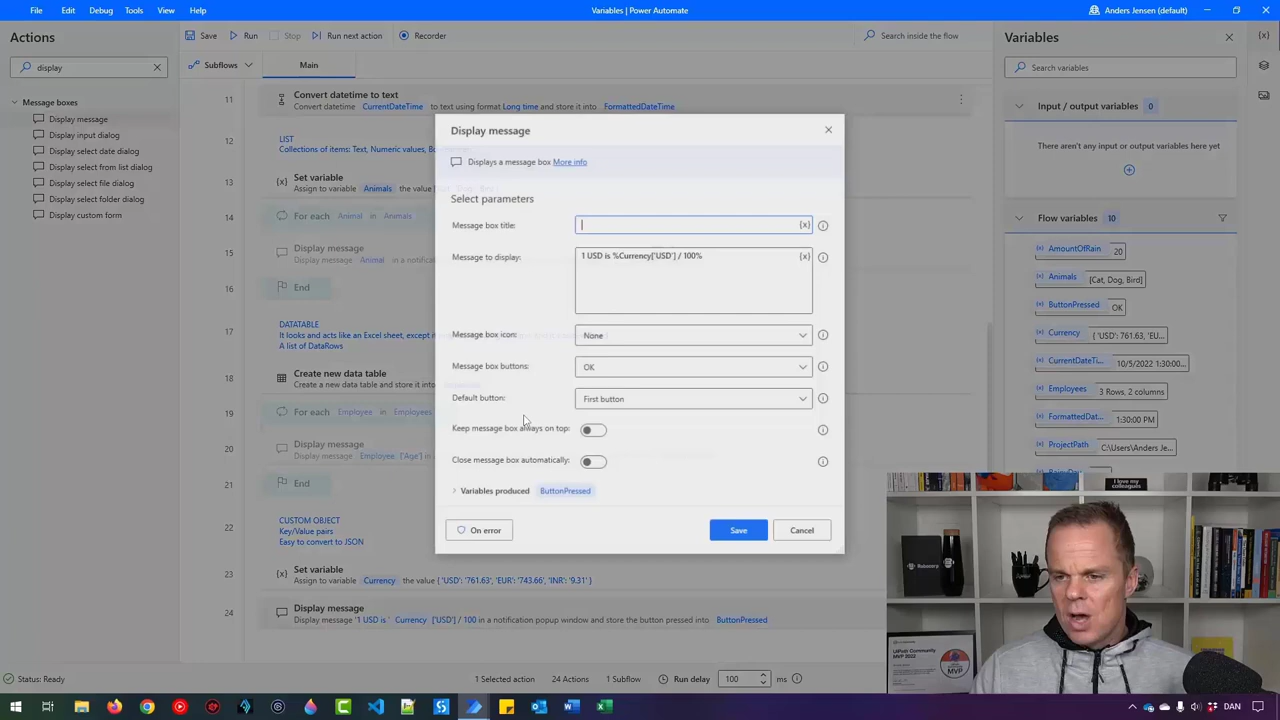 File Edit Debug Tools View Help
Variables | Power Automate
Anders Jensen (default)
Actions
display
Message boxes
Display message
Display input dialog
Display select date dialog
Display select from list dialog
Display select file dialog
Display select folder dialog
Display custom form
Save Run Stop Run next action Recorder
Search inside the flow
Subflows Main
11 Convert datetime to text
Convert datetime CurrentDateTime to text using format Long time and store it into FormattedDateTime
12 LIST
Collections of items: Text, Numeric values,
13 Set variable
Assign to variable Animals the value
14 For each Animal in Animals
15 Display message
Display message Animal in a
16 End
17 DATATABLE
It looks and acts like an Excel sheet, except
A list of DataRows
18 Create new data table
Create a new data table and store it into
19 For each Employee in Employees
20 Display message
Display message Employee ['Age']
21 End
22 CUSTOM OBJECT
Key/Value pairs
Easy to convert to JSON
23 Set variable
Assign to variable Currency the value { 'USD': '761.63', 'EUR': '743.66', 'INR': '9.31' }
24 Display message
Display message '1 USD is ' Currency ['USD'] / 100 in a notification popup window and store the button pressed into ButtonPressed
Display message
Displays a message box More info
Select parameters
Message box title: {x}
Message to display: 1 USD is %Currency['USD'] / 100% {x}
Message box icon: None
Message box buttons: OK
Default button: First button
Keep message box always on top:
Close message box automatically:
Variables produced ButtonPressed
On error Save Cancel
Variables
Search variables
Input / output variables 0
There aren't any input or output variables here yet
Flow variables 10
AmountOfRain 20
Animals [Cat, Dog, Bird]
ButtonPressed OK
Currency { 'USD': 761.63, 'EU...
CurrentDateTi... 10/5/2022 1:30:00...
Employees 3 Rows, 2 columns
FormattedDat... 1:30:00 PM
ProjectPath C:\Users\Anders Je...
Status: Ready
1 Selected action 24 Actions 1 Subflow Run delay 100 ms
I love my
colleagues
Robocorp
UiPath Community
MVP 2022
DAN